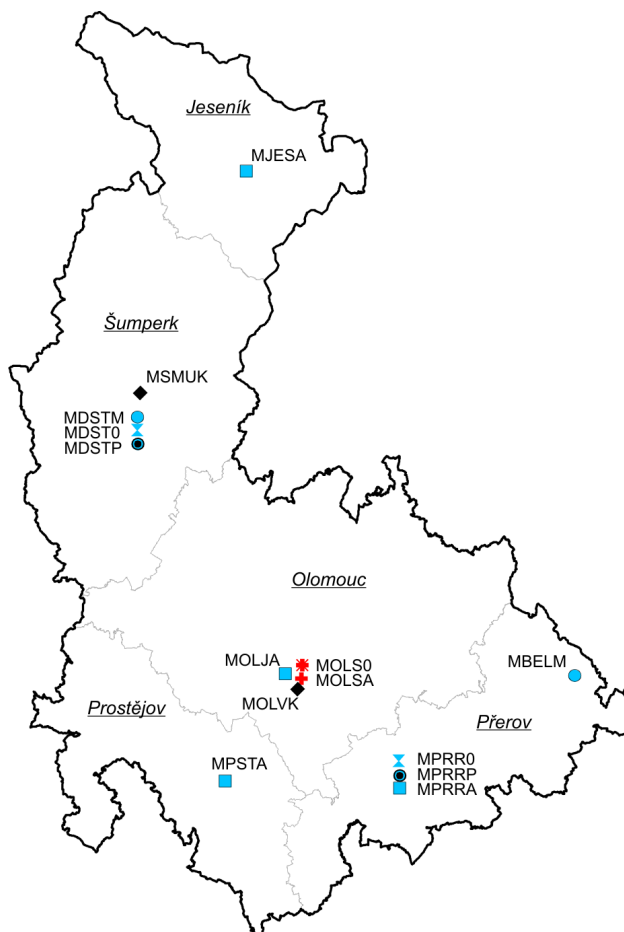 Jeseník
MJESA
Šumperk
MSMUK
MDSTM
MDST0
MDSTP
Olomouc
MOLJA
MOLS0
MOLSA
MOLVK
MBELM
Prostějov
Přerov
MPSTA
MPRR0
MPRRP
MPRRA